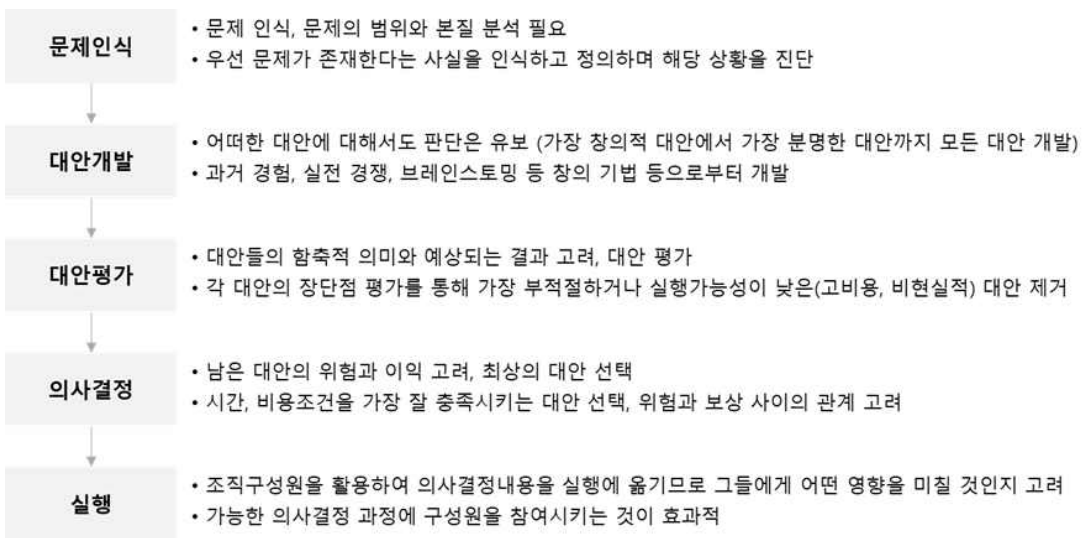 문제인식
• 문제 인식, 문제의 범위와 본질 분석 필요
• 우선 문제가 존재한다는 사실을 인식하고 정의하며 해당 상황을 진단
대안개발
• 어떠한 대안에 대해서도 판단은 유보 (가장 창의적 대안에서 가장 분명한 대안까지 모든 대안 개발)
• 과거 경험, 실전 경쟁, 브레인스토밍 등 창의 기법 등으로부터 개발
대안평가
• 대안들의 함축적 의미와 예상되는 결과 고려, 대안 평가
• 각 대안의 장단점 평가를 통해 가장 부적절하거나 실행가능성이 낮은(고비용, 비현실적) 대안 제거
의사결정
• 남은 대안의 위험과 이익 고려, 최상의 대안 선택
• 시간, 비용조건을 가장 잘 충족시키는 대안 선택, 위험과 보상 사이의 관계 고려
실행
• 조직구성원을 활용하여 의사결정내용을 실행에 옮기므로 그들에게 어떤 영향을 미칠 것인지 고려
• 가능한 의사결정 과정에 구성원을 참여시키는 것이 효과적